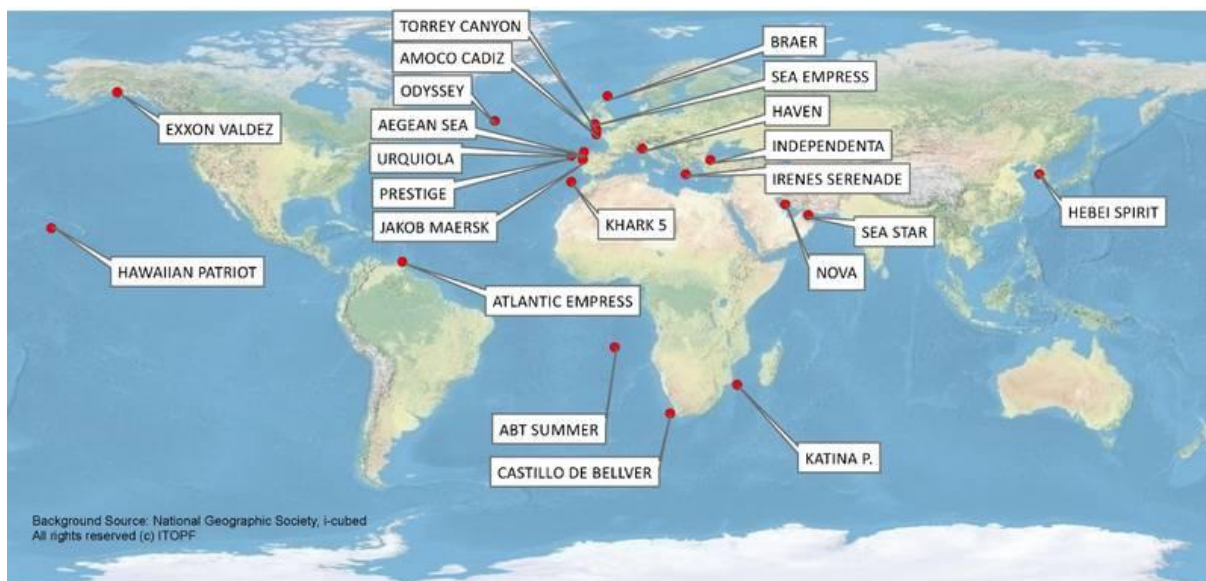 TORREY CANYON
BRAER
AMOCO CADIZ
SEA EMPRESS
ODYSSEY
HAVEN
EXXON VALDEZ
AEGEAN SEA
INDEPENDENTA
URQUIOLA
IRENES SERENADE
PRESTIGE
HEBEI SPIRIT
JAKOB MAERSK
KHARK 5
SEA STAR
HAWAIIAN PATRIOT
NOVA
ATLANTIC EMPRESS
ABT SUMMER
KATINA P.
CASTILLO DE BELLVER
Background Source: National Geographic Society, i-cubed
All rights reserved (c) ITOPF